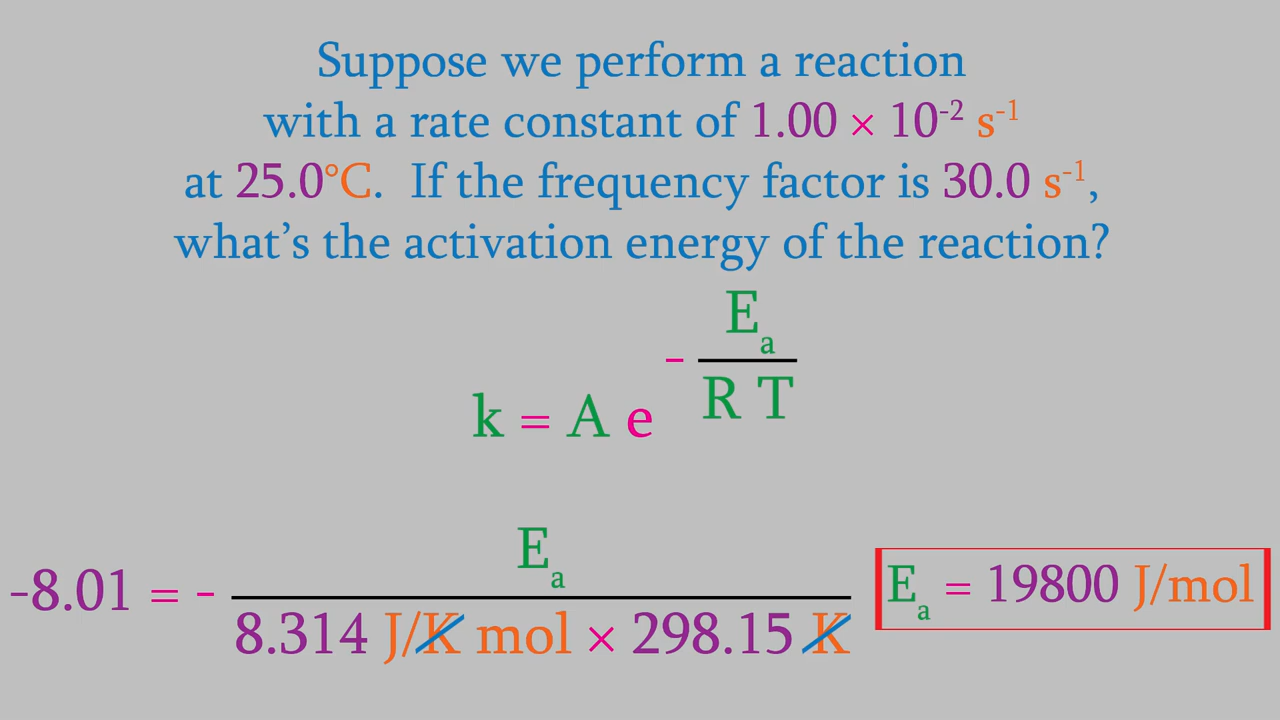 Suppose we perform a reaction
with a rate constant of 1.00 × 10⁻² s⁻¹
at 25.0°C. If the frequency factor is 30.0 s⁻¹,
what’s the activation energy of the reaction?
k = A e^(- Eₐ / R T)
-8.01 = - Eₐ / (8.314 J/K mol × 298.15 K)
Eₐ = 19800 J/mol